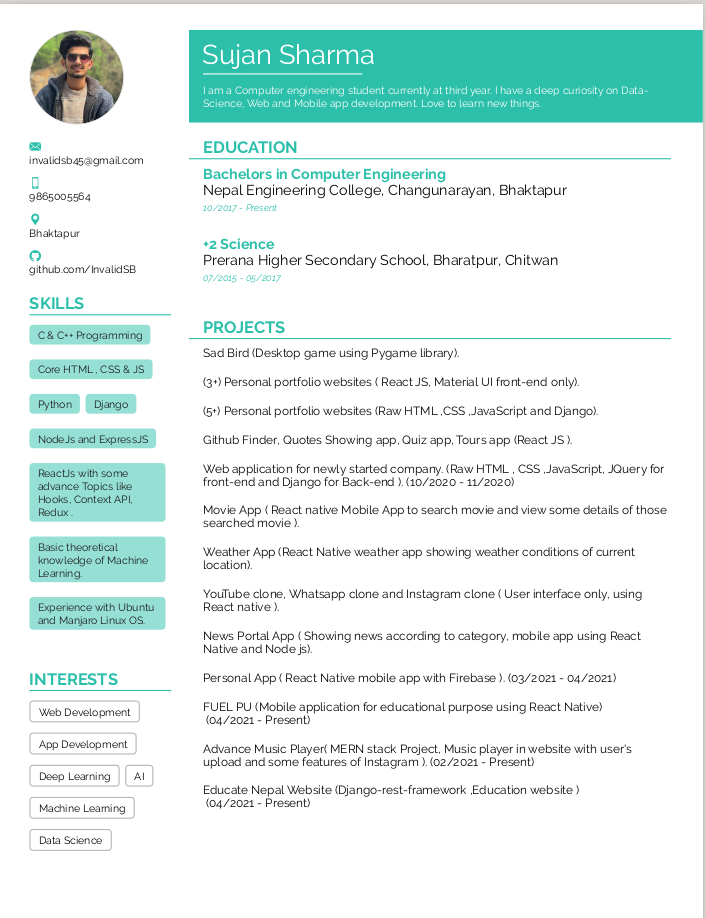 Sujan Sharma
I am a Computer engineering student currently at third year. I have a deep curiosity on Data-
Science, Web and Mobile app development. Love to learn new things.
invalidsb45@gmail.com
9865005564
Bhaktapur
github.com/InvalidSB
SKILLS
C & C++ Programming
Core HTML , CSS & JS
Python
Django
NodeJs and ExpressJS
ReactJs with some
advance Topics like
Hooks, Context API,
Redux .
Basic theoretical
knowledge of Machine
Learning.
Experience with Ubuntu
and Manjaro Linux OS.
INTERESTS
Web Development
App Development
Deep Learning
AI
Machine Learning
Data Science
EDUCATION
Bachelors in Computer Engineering
Nepal Engineering College, Changunarayan, Bhaktapur
10/2017 - Present
+2 Science
Prerana Higher Secondary School, Bharatpur, Chitwan
07/2015 - 05/2017
PROJECTS
Sad Bird (Desktop game using Pygame library).
(3+) Personal portfolio websites ( React JS, Material UI front-end only).
(5+) Personal portfolio websites (Raw HTML ,CSS ,JavaScript and Django).
Github Finder, Quotes Showing app, Quiz app, Tours app (React JS ).
Web application for newly started company. (Raw HTML , CSS ,JavaScript, JQuery for
front-end and Django for Back-end ). (10/2020 - 11/2020)
Movie App ( React native Mobile App to search movie and view some details of those
searched movie ).
Weather App (React Native weather app showing weather conditions of current
location).
YouTube clone, Whatsapp clone and Instagram clone ( User interface only, using
React native ).
News Portal App ( Showing news according to category, mobile app using React
Native and Node js).
Personal App ( React Native mobile app with Firebase ). (03/2021 - 04/2021)
FUEL PU (Mobile application for educational purpose using React Native)
(04/2021 - Present)
Advance Music Player( MERN stack Project, Music player in website with user's
upload and some features of Instagram ). (02/2021 - Present)
Educate Nepal Website (Django-rest-framework ,Education website )
(04/2021 - Present)